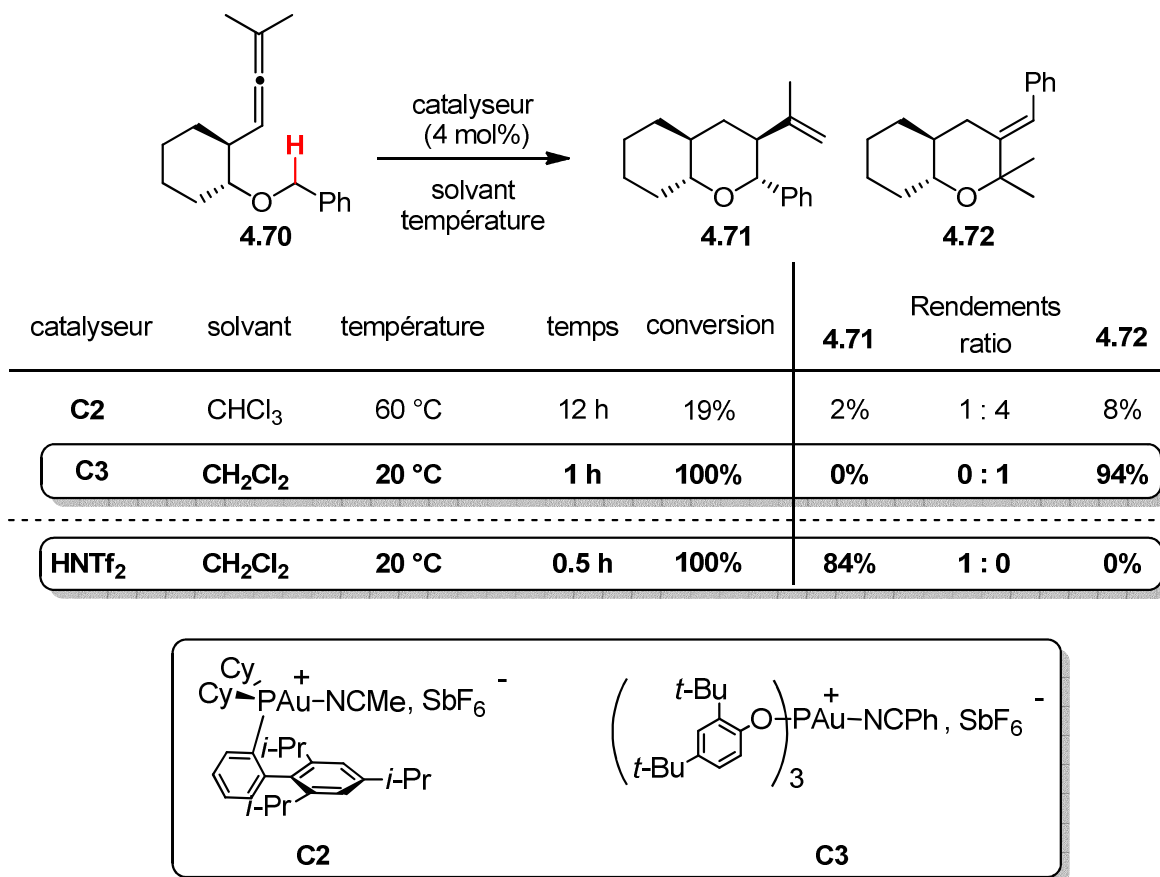 Ph
H
O
Ph
4.70
catalyseur
(4 mol%)
solvant
température
O
Ph
4.71
O
4.72
catalyseur solvant température temps conversion 4.71 Rendements ratio 4.72
C2 CHCl3 60 °C 12 h 19% 2% 1 : 4 8%
C3 CH2Cl2 20 °C 1 h 100% 0% 0 : 1 94%
HNTf2 CH2Cl2 20 °C 0.5 h 100% 84% 1 : 0 0%
Cy
Cy PAu–NCMe, SbF6 -
+
i-Pr
i-Pr
i-Pr
C2
t-Bu
t-Bu
O–PAu–NCPh , SbF6 -
+
3
C3